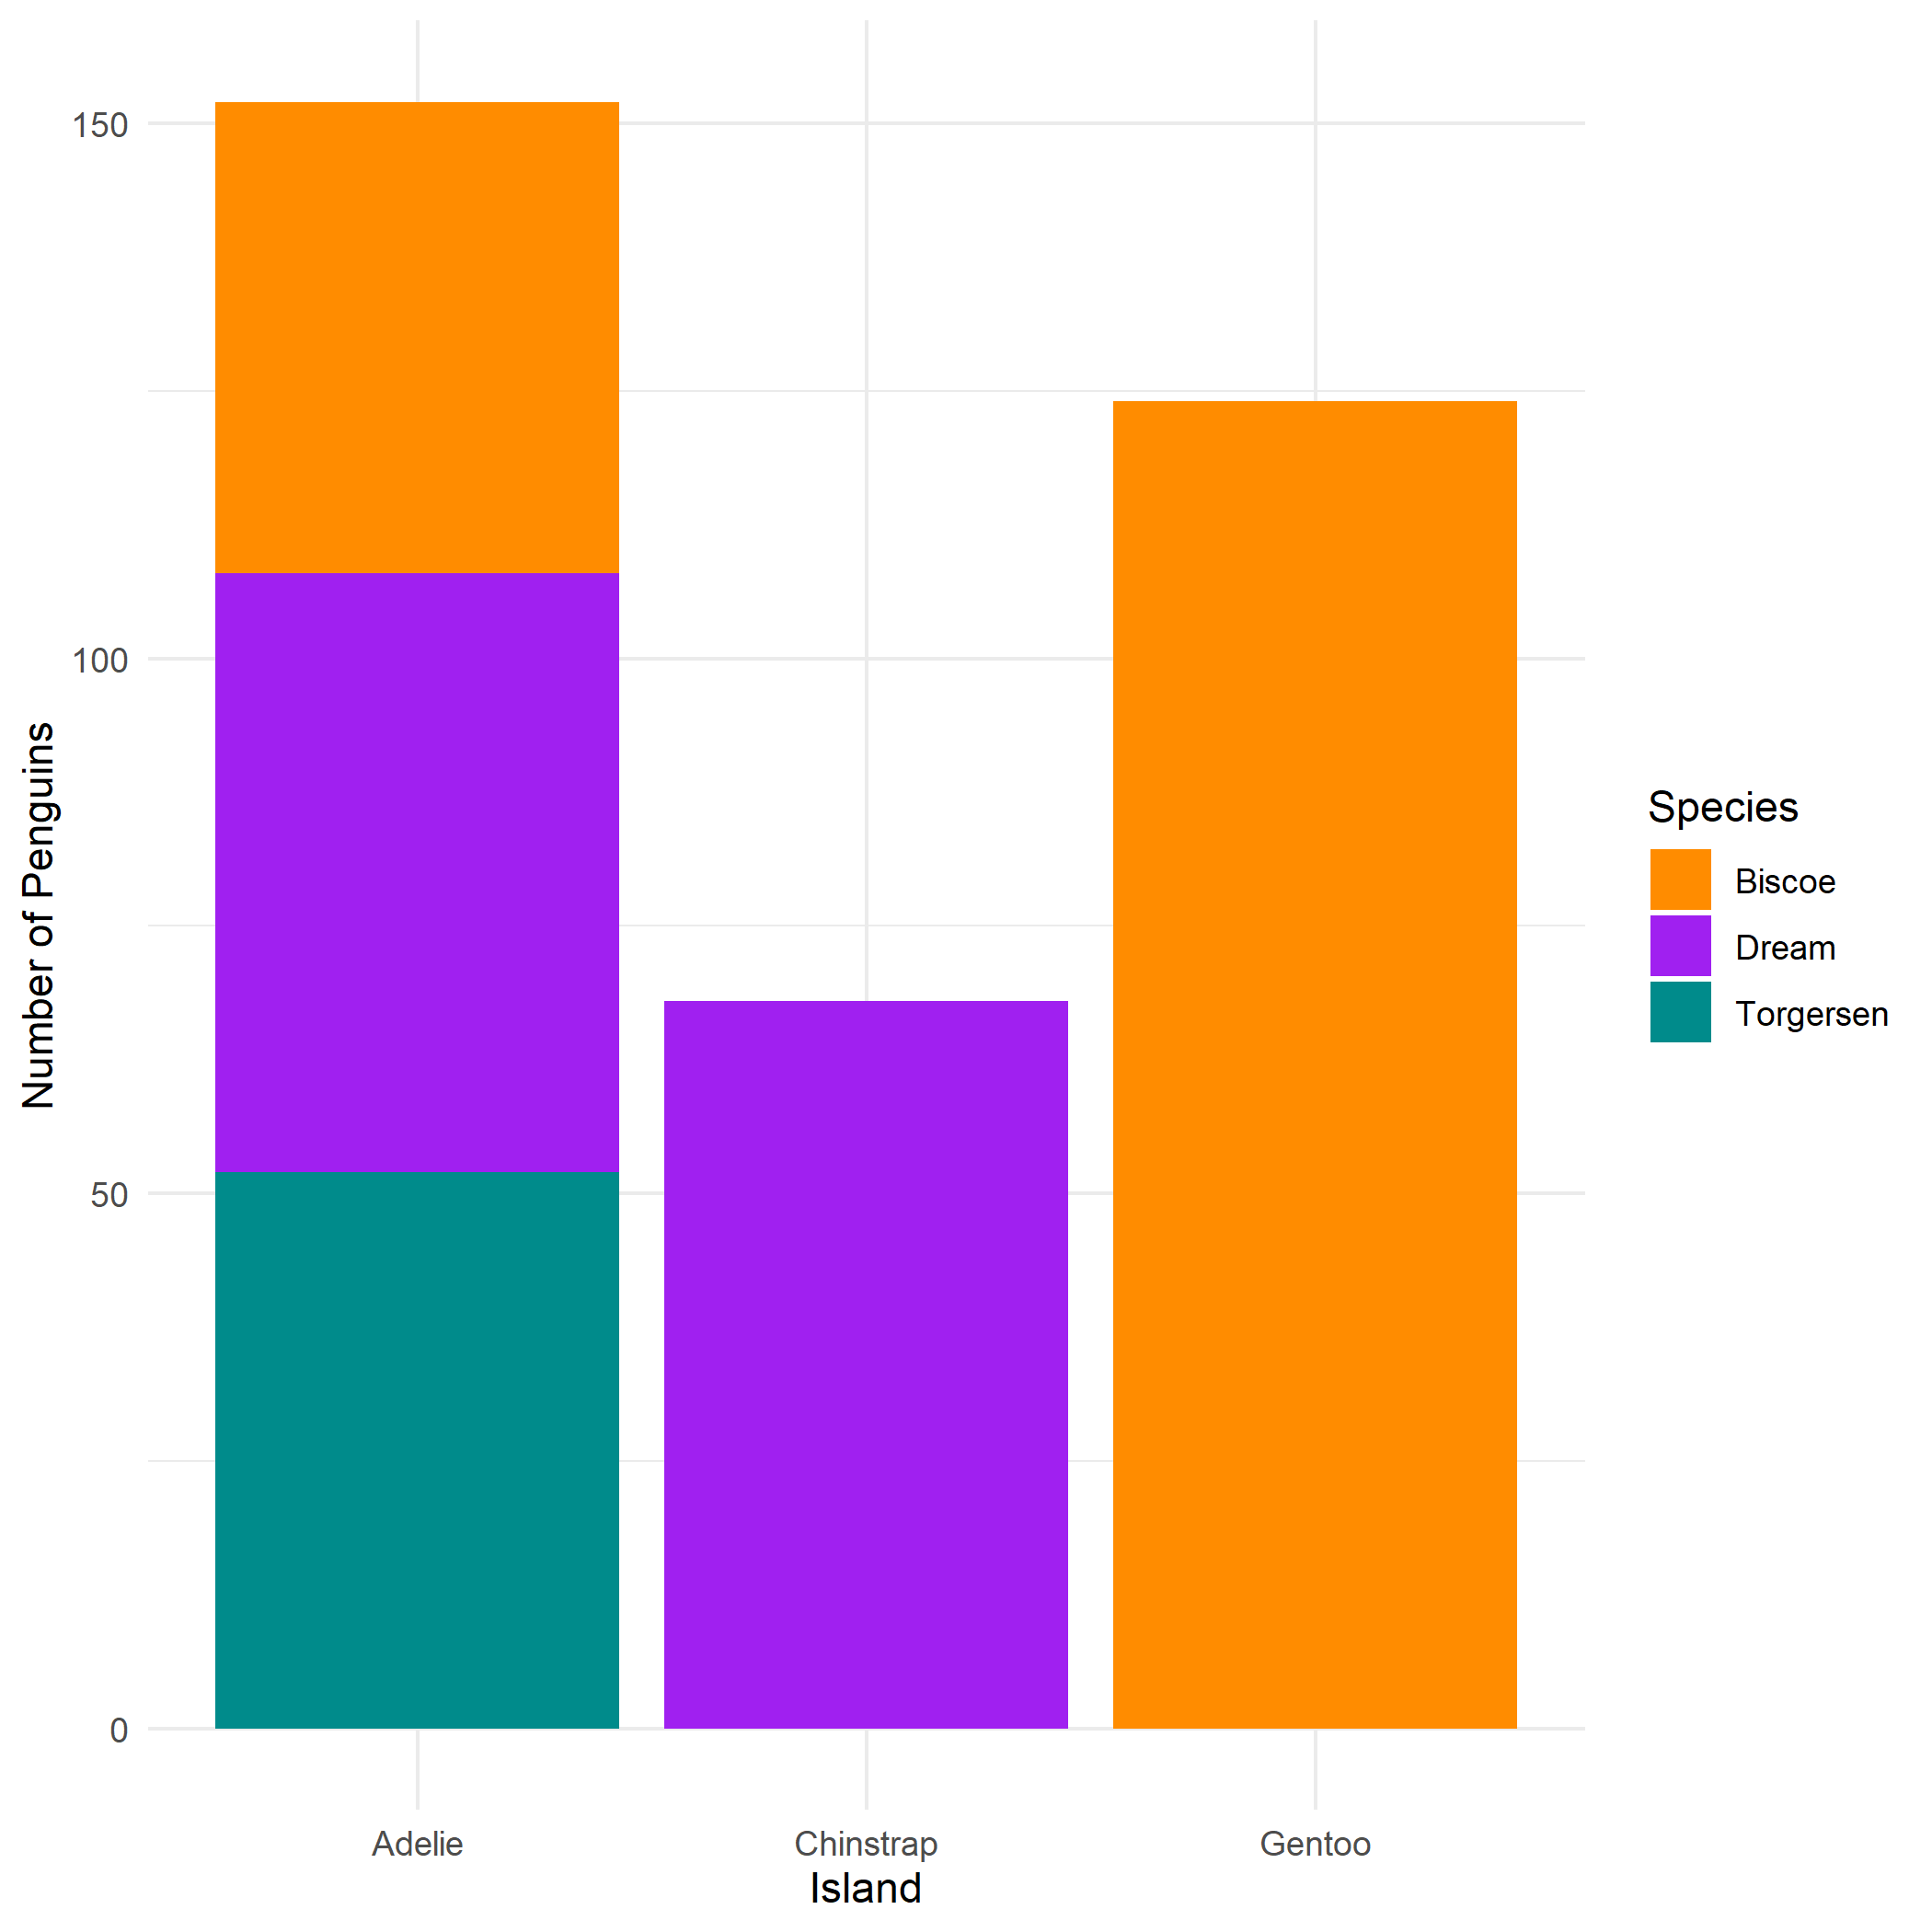 150
100
50
0
Number of Penguins
Adelie
Chinstrap
Gentoo
Island
Species
Biscoe
Dream
Torgersen